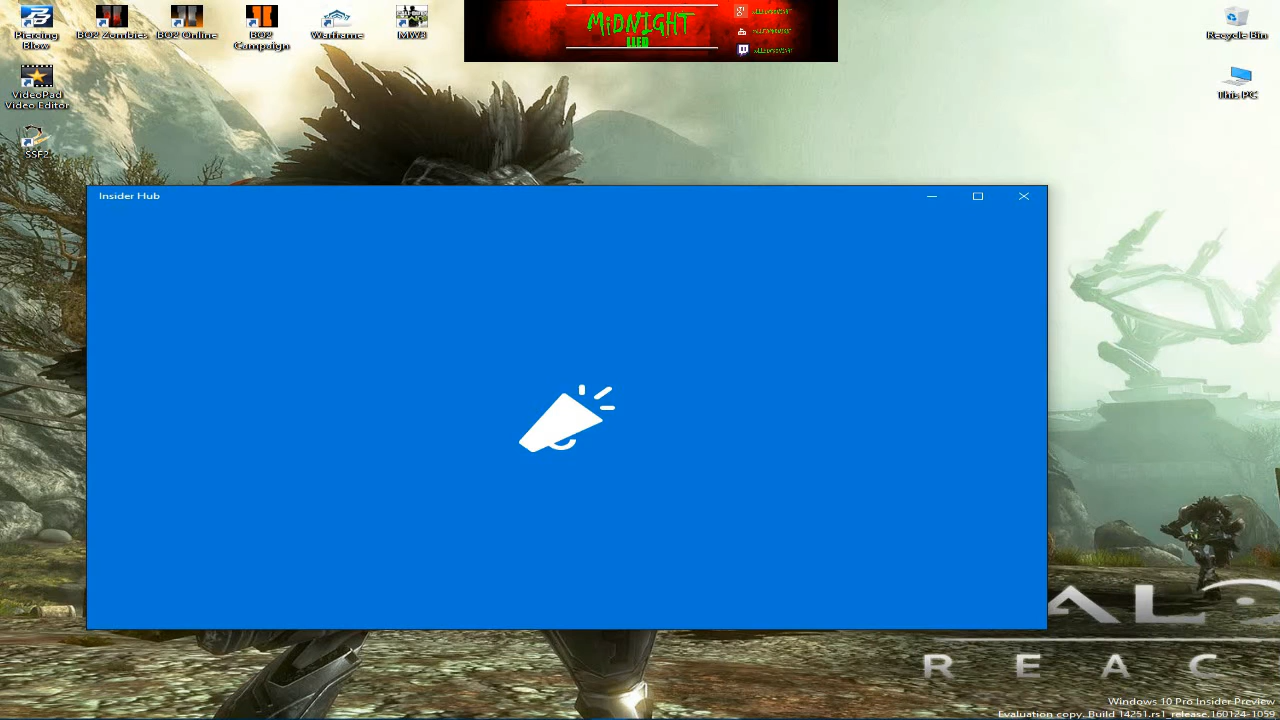 Piercing
Blow
BO2 Zombies
BO2 Online
BO2
Campaign
Warframe
MW3
MiDNiGHT
Recycle Bin
VideoPad
Video Editor
This PC
SSF2
Insider Hub
ALO
REAC
Windows 10 Pro Insider Preview
Evaluation copy. Build 14251.rs1_release.160124-1059